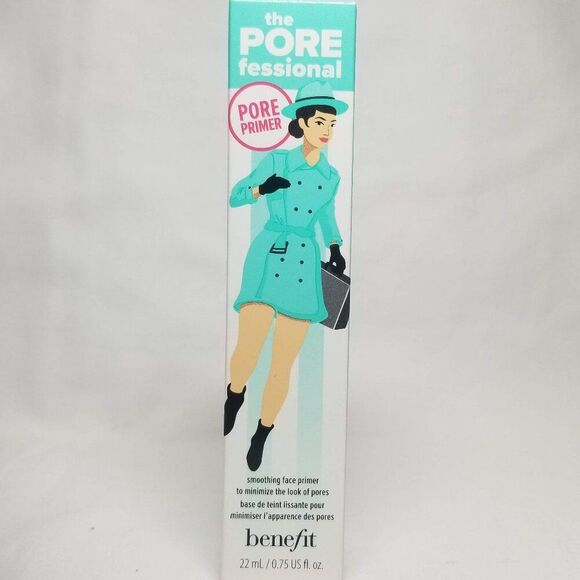 the
PORE
fessional
PORE
PRIMER
smoothing face primer
to minimize the look of pores
base de teint lissante pour
minimiser l'apparence des pores
benefit
22 mL / 0.75 US fl. oz.